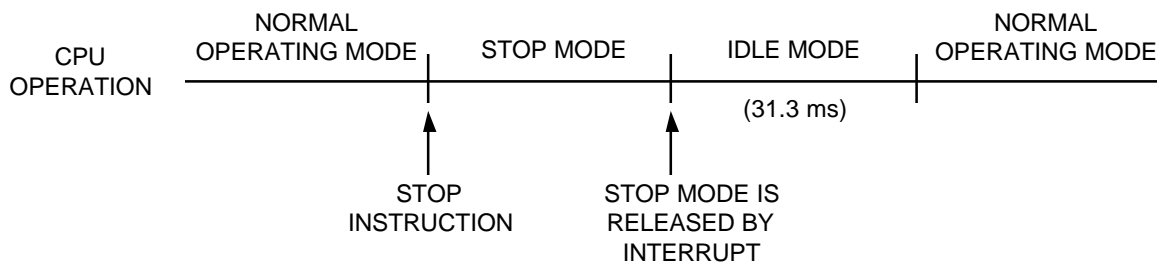 NORMAL
OPERATING MODE
STOP MODE
IDLE MODE
NORMAL
OPERATING MODE
CPU
OPERATION
(31.3 ms)
STOP
INSTRUCTION
STOP MODE IS
RELEASED BY
INTERRUPT